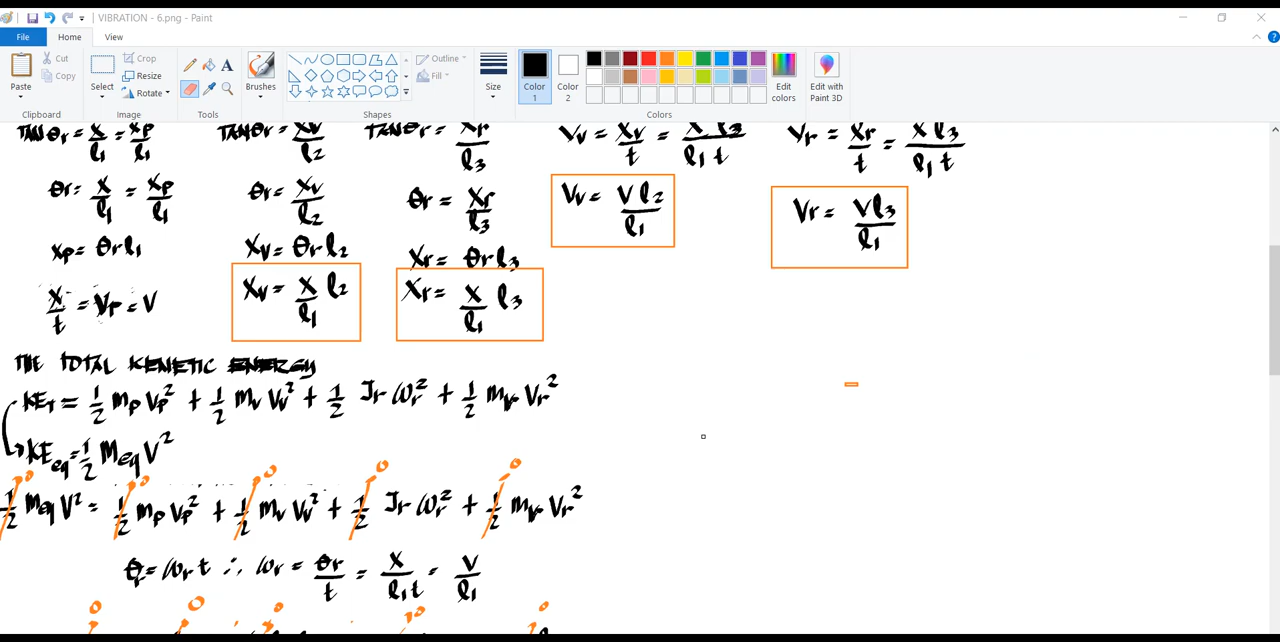 VIBRATION - 6.png - Paint
File Home View
Cut
Copy
Paste
Clipboard
Crop
Resize
Rotate
Select
Image
Tools
Brushes
Outline
Fill
Shapes
Size
Color 1
Color 2
Edit colors
Edit with Paint 3D
Colors
TANθr = x/l1 = xp/l1
TANθr = xv/l2
TANθr = xr/l3
Vv = xv/t = x l3/l1 t
Vr = xr/t = x l3/l1 t
θr = x/l1 = xp/l1
θr = xv/l2
θr = xr/l3
Vv = V l2/l1
Vr = V l3/l1
xp = θr l1
xv = θr l2
xr = θr l3
x/t = Vp = V
xv = x/l1 l2
xr = x/l1 l3
THE TOTAL KENETIC ENERGY
KET = 1/2 mp Vp² + 1/2 mv Vv² + 1/2 Jr ωr² + 1/2 mr Vr²
KEeq = 1/2 Meq V²
1/2 Meq V² = 1/2 mp Vp² + 1/2 mv Vv² + 1/2 Jr ωr² + 1/2 mr Vr²
θr = ωr t ∴ ωr = θr/t = x/l1 t = V/l1